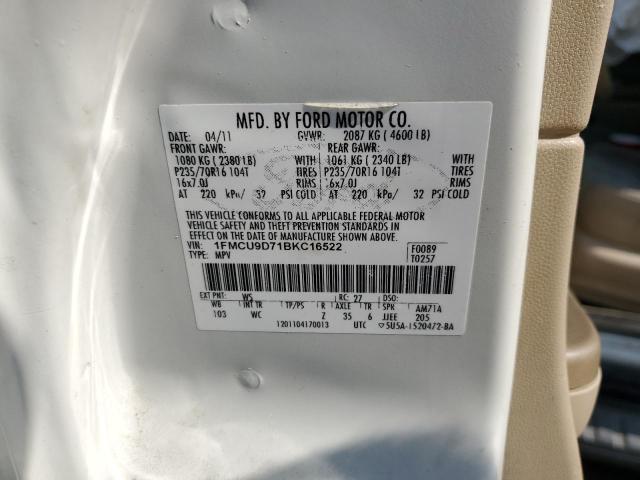 MFD. BY FORD MOTOR CO.
DATE: 04/11 GVWR: 2087 KG (4600 LB)
FRONT GAWR: REAR GAWR:
1080 KG (2380 LB) WITH 1061 KG (2340 LB) WITH
P235/70R16 104T TIRES P235/70R16 104T TIRES
16x7.0J RIMS 16x7.0J RIMS
AT 220 kPa/ 32 PSI COLD AT 220 kPa/ 32 PSI COLD
THIS VEHICLE CONFORMS TO ALL APPLICABLE FEDERAL MOTOR
VEHICLE SAFETY AND BUMPER STANDARDS IN
EFFECT ON THE DATE OF MANUFACTURE SHOWN ABOVE.
VIN: 1FMCU9D71BKC16522 F0089
TYPE: MPV T0257
EXT PNT: WS RC: 27 DSO:
WB INT TR TP/PS R AXLE TR SPR AM71A
103 WC Z 35 6 JJEE 205
1201104170013 UTC ▽5U5A-1520472-BA